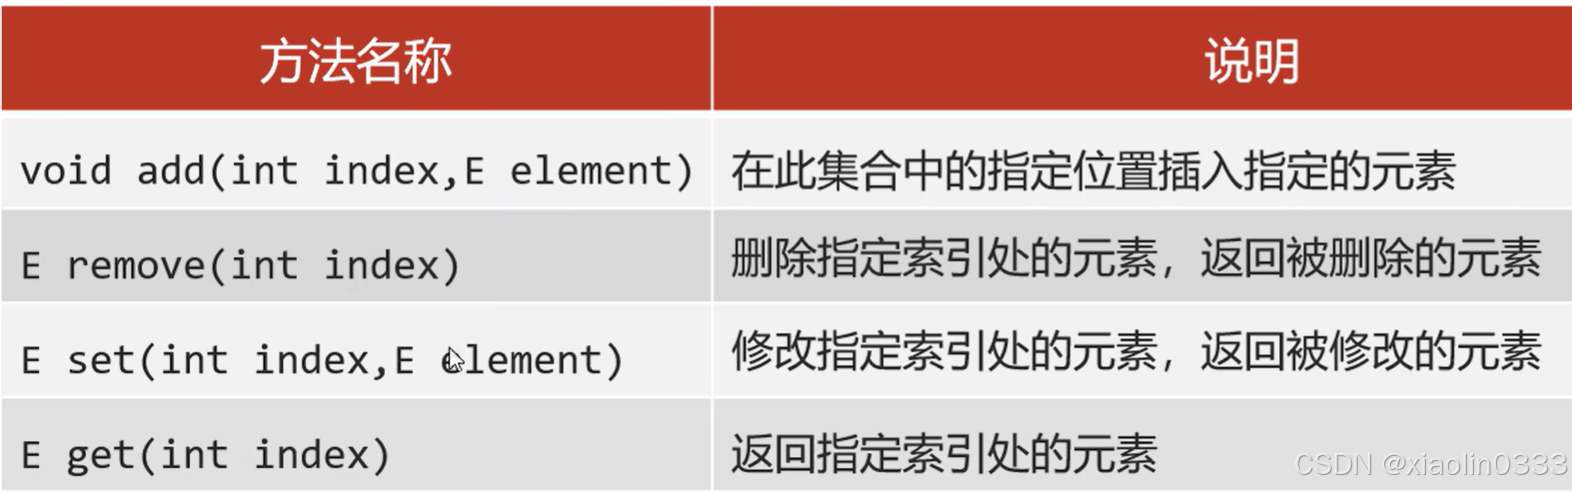 方法名称
说明
void add(int index,E element)
在此集合中的指定位置插入指定的元素
E remove(int index)
删除指定索引处的元素，返回被删除的元素
E set(int index,E element)
修改指定索引处的元素，返回被修改的元素
E get(int index)
返回指定索引处的元素
CSDN @xiaolin0333